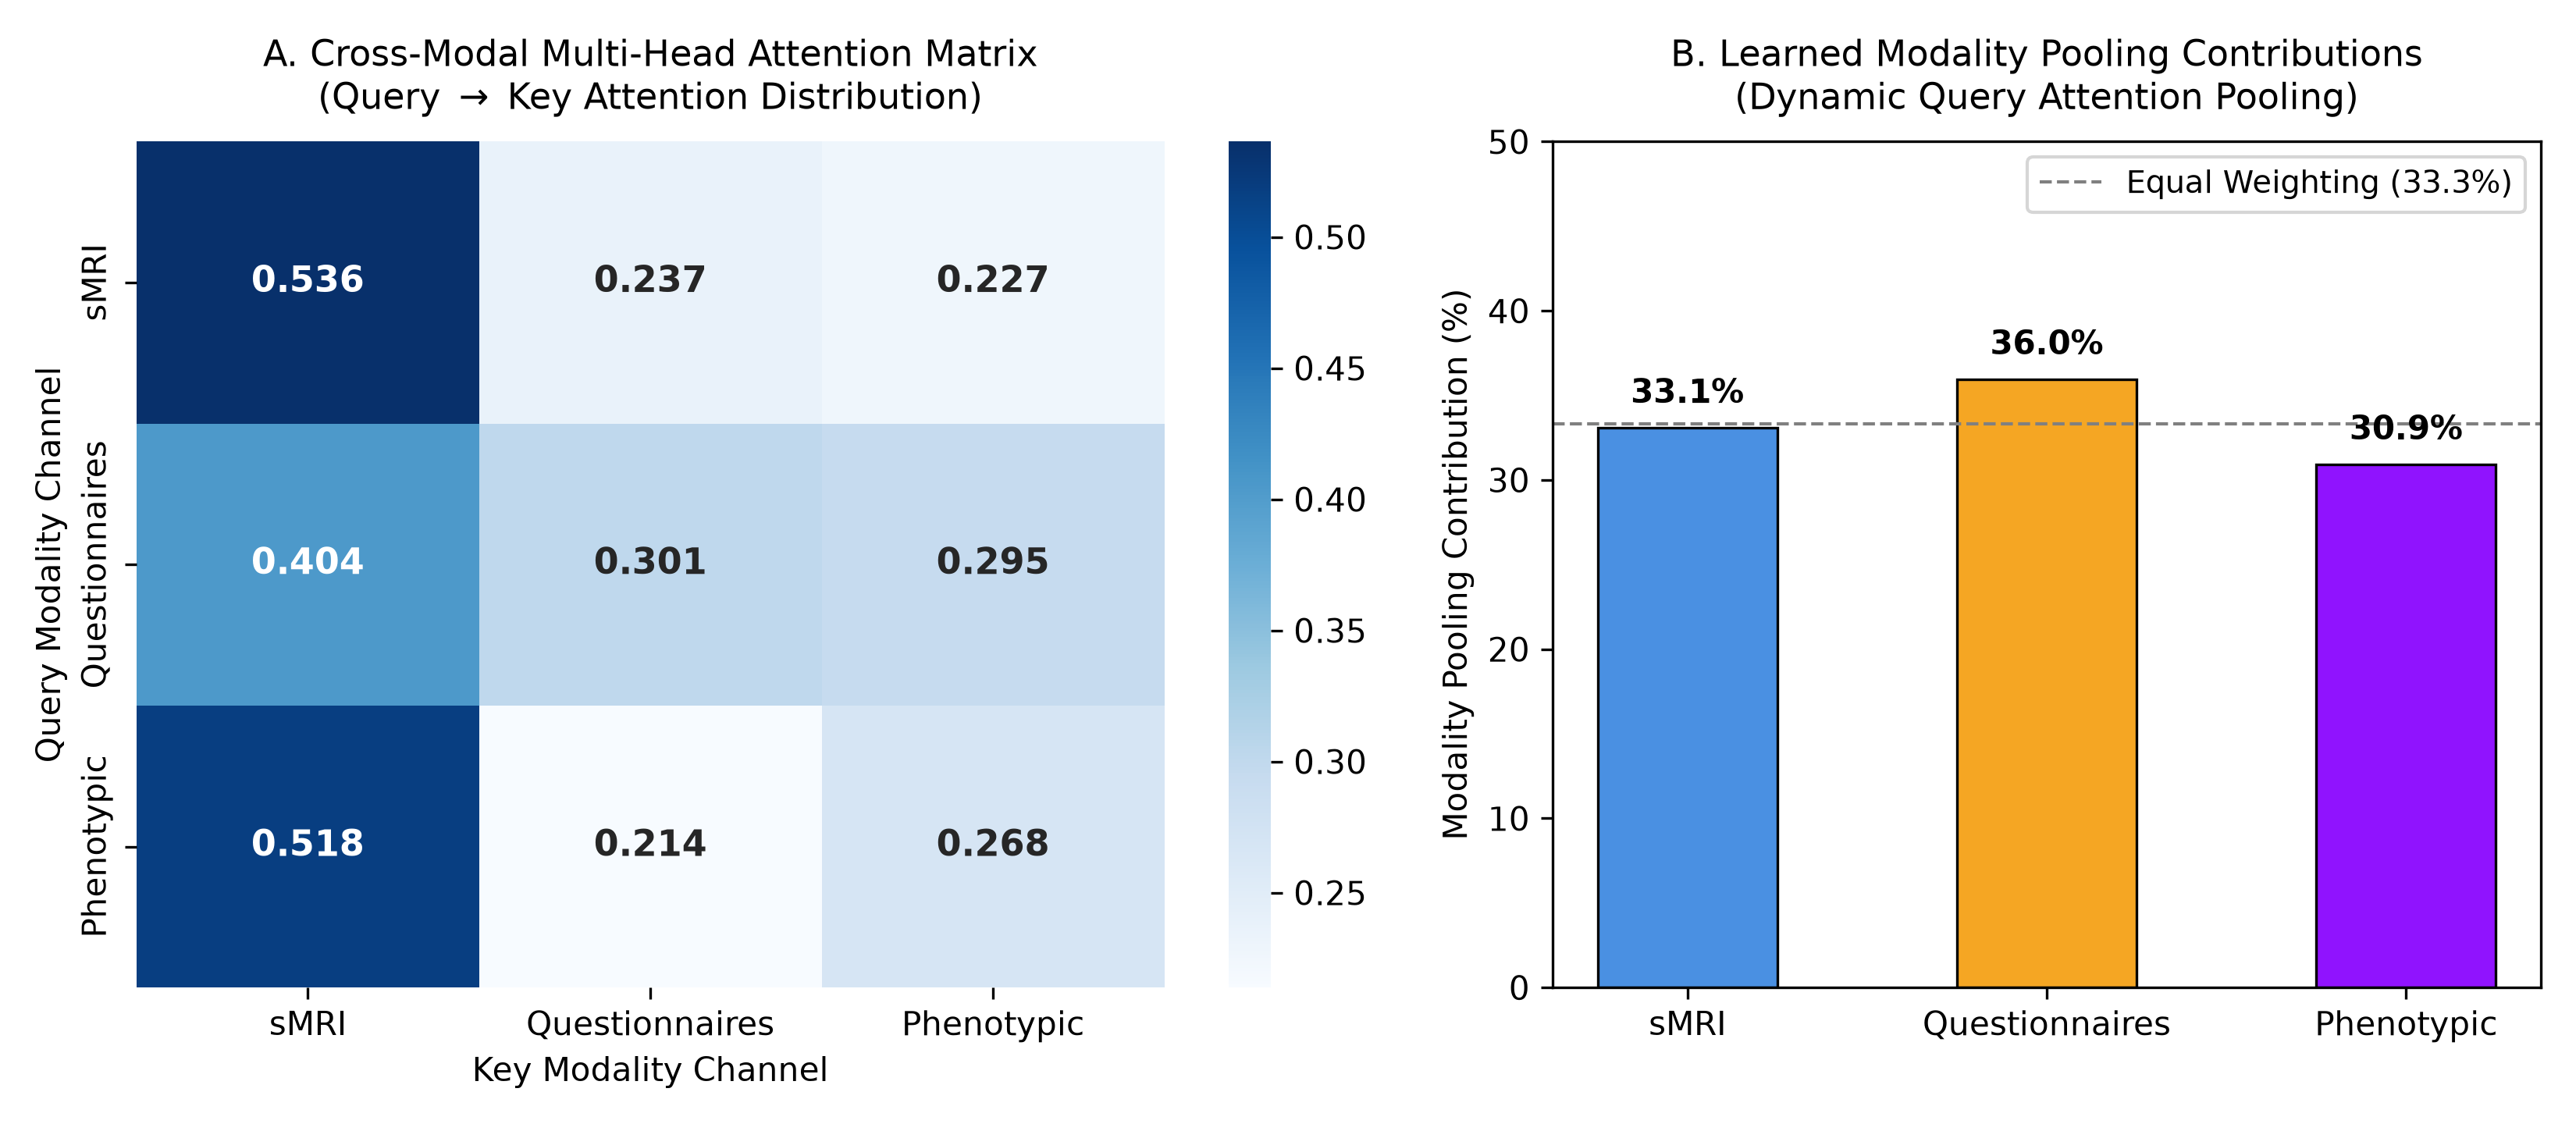 A. Cross-Modal Multi-Head Attention Matrix
(Query → Key Attention Distribution)
Query Modality Channel
sMRI
Questionnaires
Phenotypic
0.536 0.237 0.227
0.404 0.301 0.295
0.518 0.214 0.268
sMRI Questionnaires Phenotypic
Key Modality Channel
0.50
0.45
0.40
0.35
0.30
0.25
B. Learned Modality Pooling Contributions
(Dynamic Query Attention Pooling)
Modality Pooling Contribution (%)
50
40
30
20
10
0
Equal Weighting (33.3%)
33.1%
36.0%
30.9%
sMRI Questionnaires Phenotypic